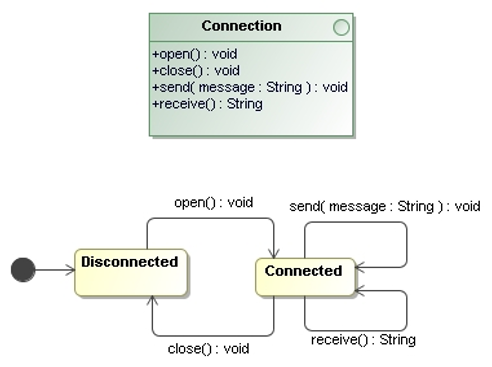 Connection
+open() : void
+close() : void
+send( message : String ) : void
+receive() : String
open() : void
send( message : String ) : void
Disconnected
Connected
close() : void
receive() : String